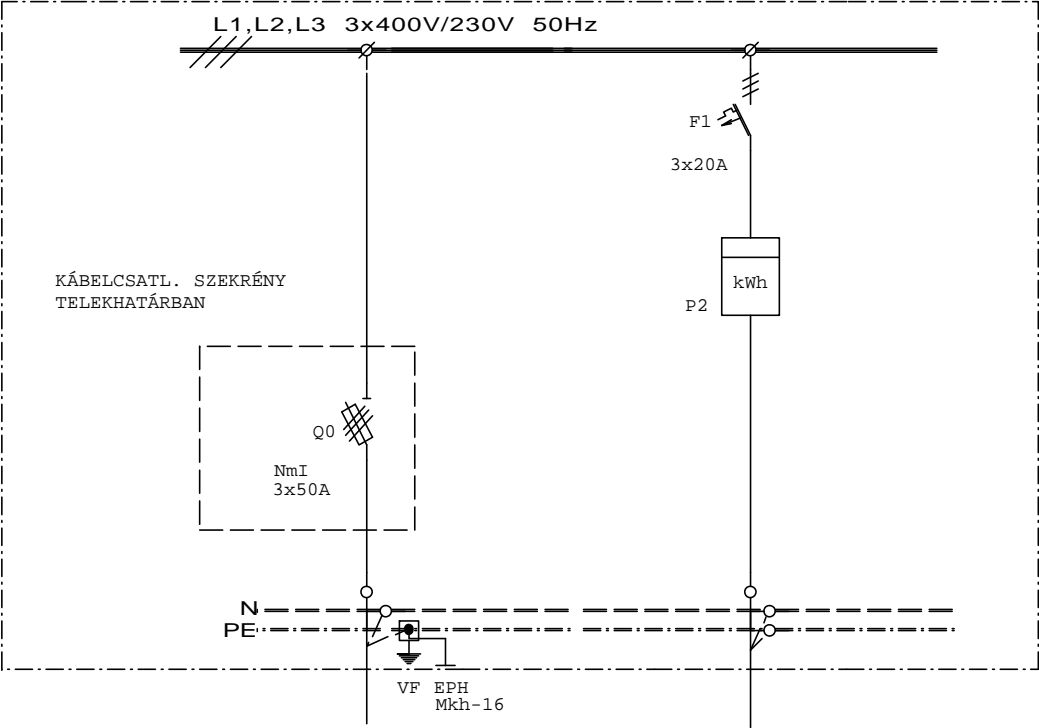 L1,L2,L3 3x400V/230V 50Hz
F1
3x20A
KÁBELCSATL. SZEKRÉNY
TELEKHATÁRBAN
kWh
P2
Q0
NmI
3x50A
N
PE
VF EPH
Mkh-16